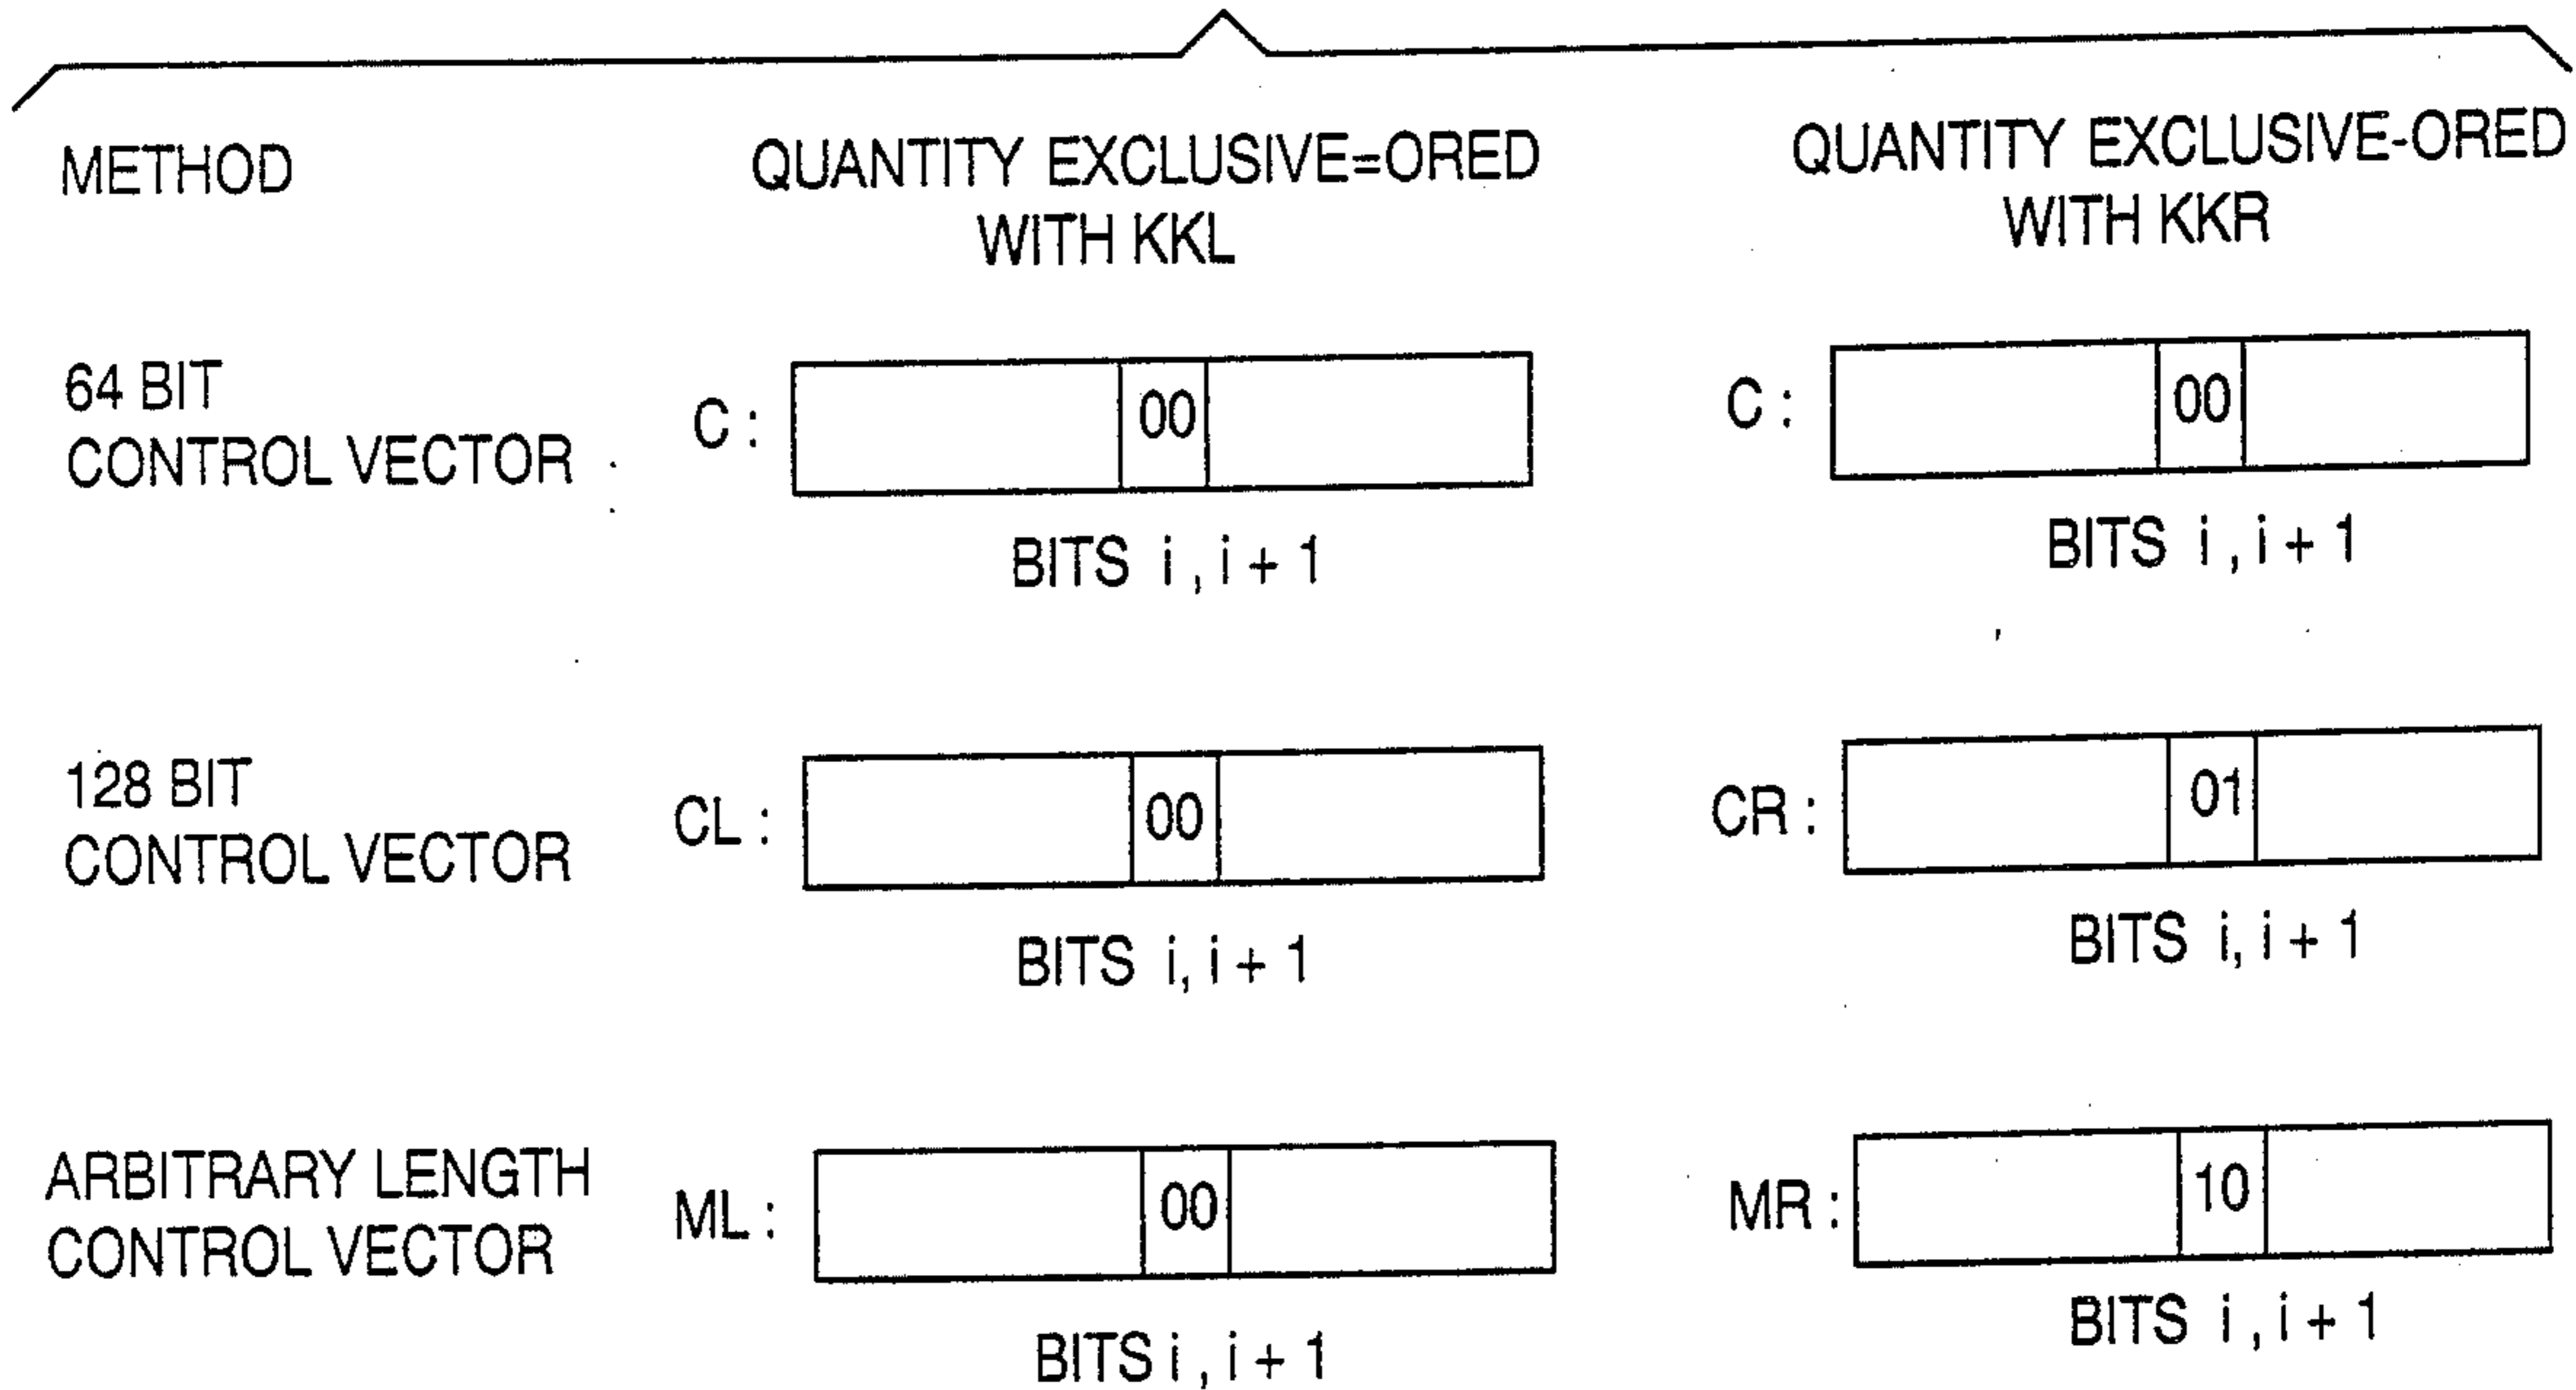 METHOD
QUANTITY EXCLUSIVE=ORED
WITH KKL
QUANTITY EXCLUSIVE-ORED
WITH KKR
64 BIT
CONTROL VECTOR
C :
00
BITS i , i + 1
C :
00
BITS i , i + 1
128 BIT
CONTROL VECTOR
CL :
00
BITS i, i + 1
CR :
01
BITS i, i + 1
ARBITRARY LENGTH
CONTROL VECTOR
ML :
00
BITS i , i + 1
MR :
10
BITS i , i + 1